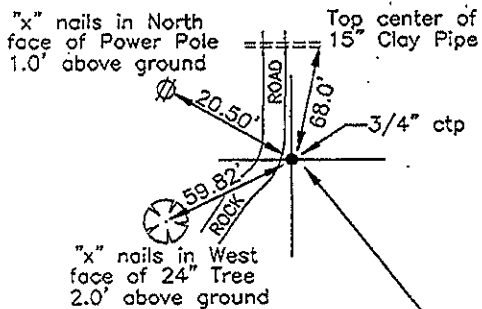 "x" nails in North
face of Power Pole
1.0' above ground
Top center of
15" Clay Pipe
ROAD
20.50'
68.0'
3/4" ctp
59.82'
ROCK
"x" nails in West
face of 24" Tree
2.0' above ground